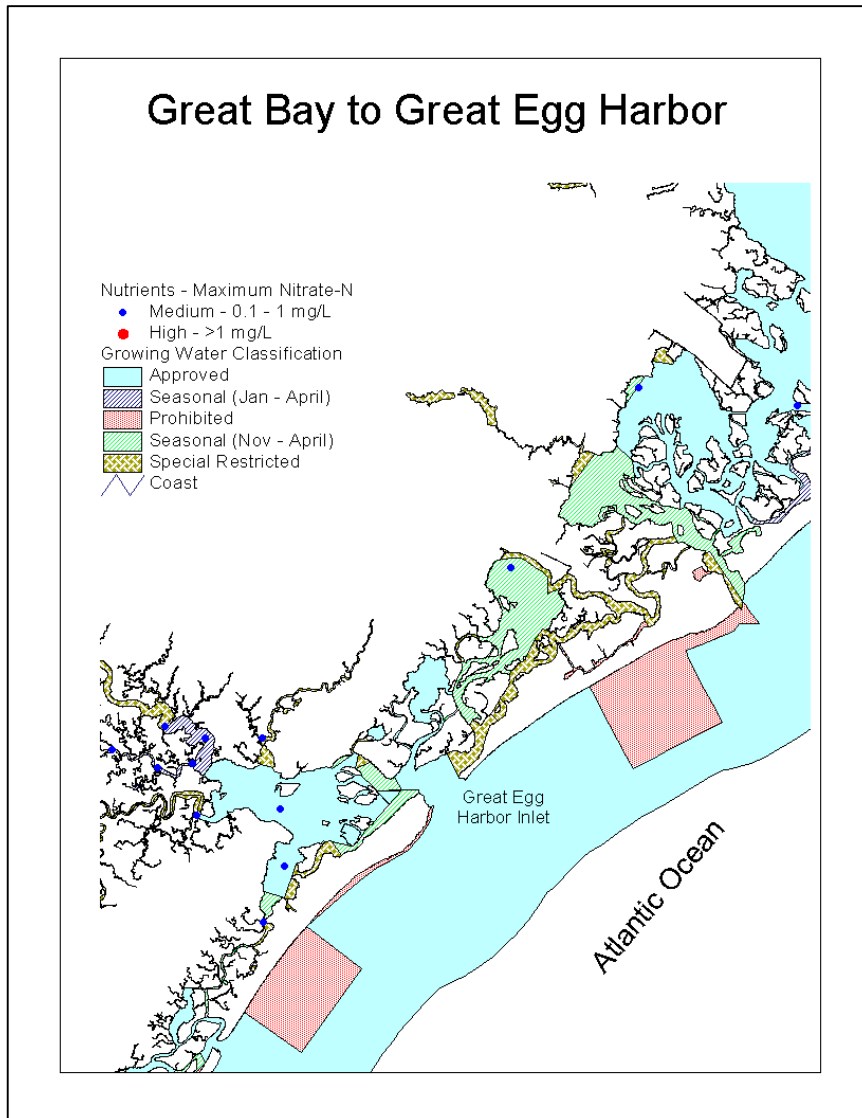 Great Bay to Great Egg Harbor
Nutrients - Maximum Nitrate-N
Medium - 0.1 - 1 mg/L
High - >1 mg/L
Growing Water Classification
Approved
Seasonal (Jan - April)
Prohibited
Seasonal (Nov - April)
Special Restricted
Coast
Great Egg
Harbor Inlet
Atlantic Ocean